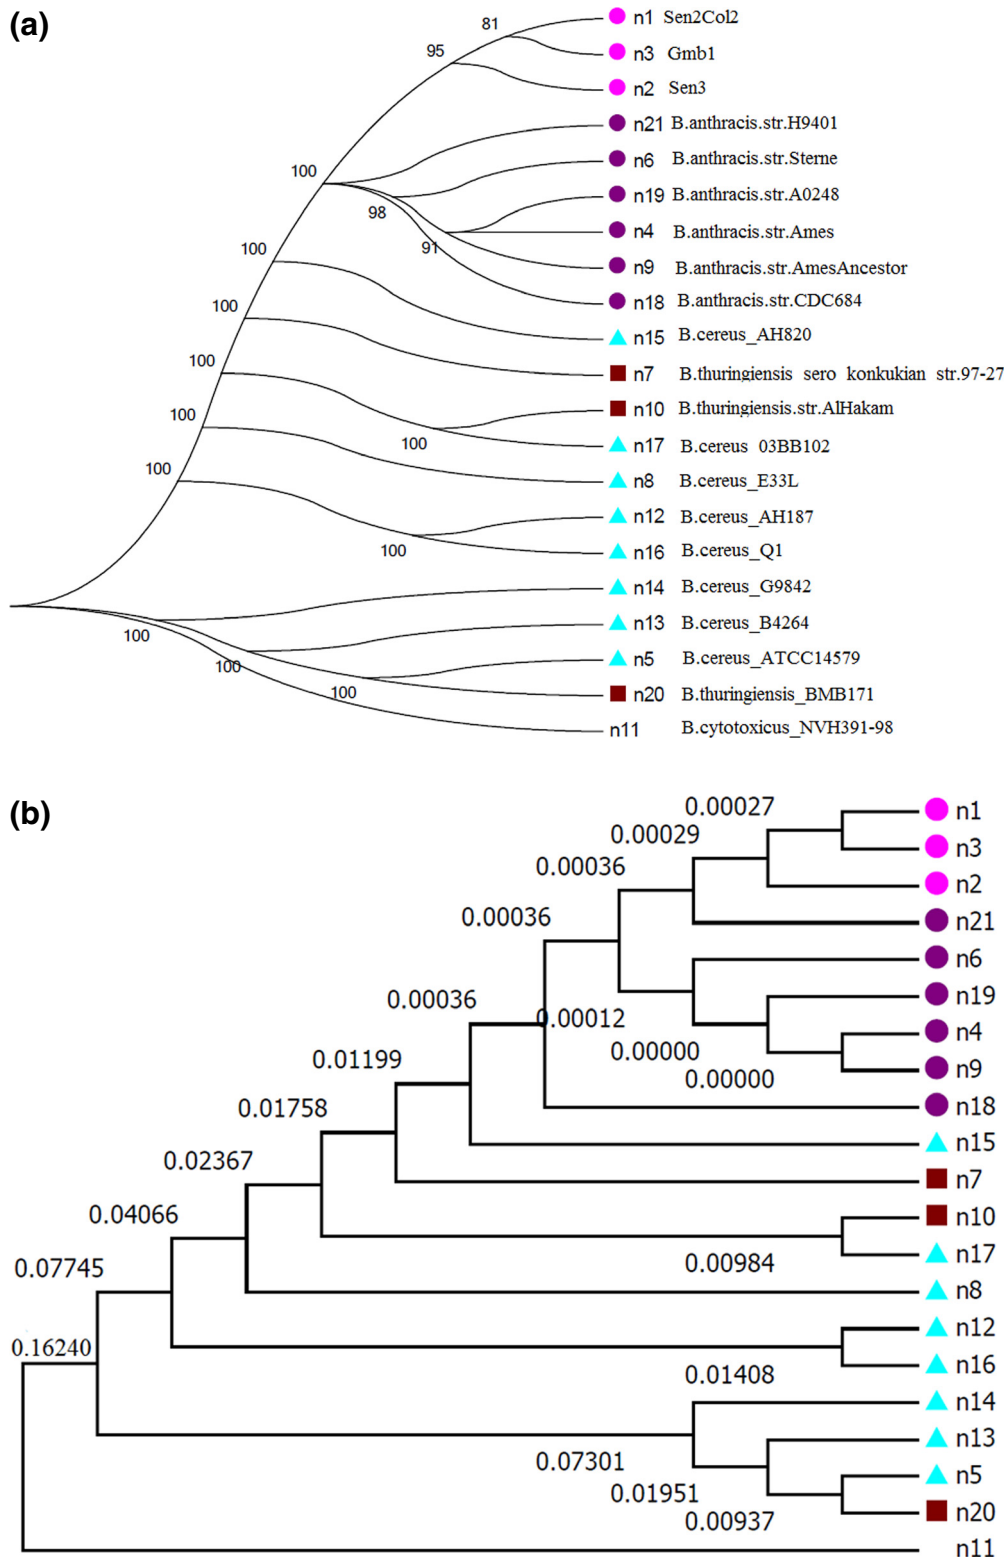 (a)
81
n1 Sen2Col2
95
n3 Gmb1
n2 Sen3
n21 B.anthracis.str.H9401
100
n6 B.anthracis.str.Sterne
98
n19 B.anthracis.str.A0248
91
n4 B.anthracis.str.Ames
100
n9 B.anthracis.str.AmesAncestor
n18 B.anthracis.str.CDC684
100
n15 B.cereus_AH820
100
n7 B.thuringiensis sero konkukian str.97-27
100
n10 B.thuringiensis.str.AlHakam
100
n17 B.cereus 03BB102
100
n8 B.cereus_E33L
n12 B.cereus_AH187
100
n16 B.cereus_Q1
n14 B.cereus_G9842
100
n13 B.cereus_B4264
100
n5 B.cereus_ATCC14579
100
n20 B.thuringiensis_BMB171
n11 B.cytotoxicus_NVH391-98
(b)
0.00027
n1
0.00029
n3
0.00036
n2
0.00036
n21
n6
0.00036
n19
0.00012
n4
0.01199
0.00000
n9
0.00000
0.01758
n18
n15
0.02367
n7
0.04066
n10
n17
0.00984
0.07745
n8
n12
0.16240
n16
0.01408
n14
n13
0.07301
n5
0.01951
n20
0.00937
n11